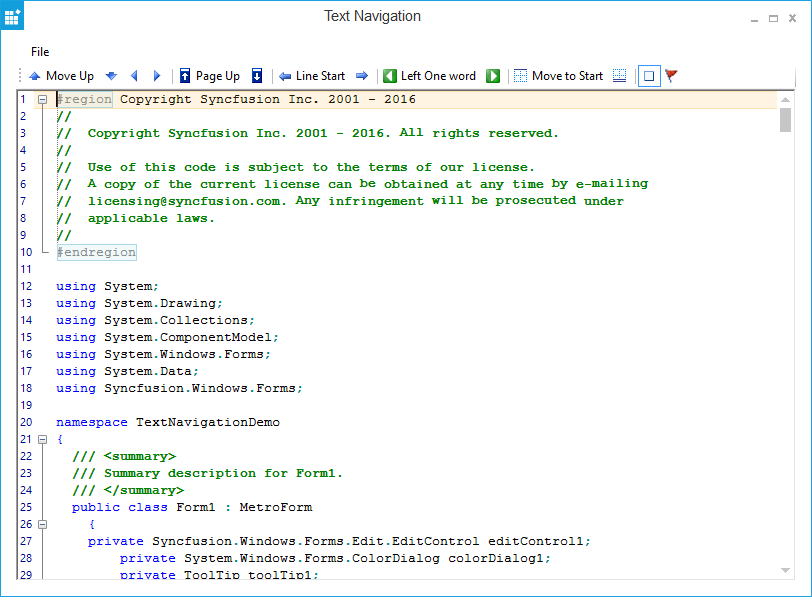 Text Navigation
File
Move Up Page Up Line Start Left One word Move to Start
1 #region Copyright Syncfusion Inc. 2001 - 2016
2 //
3 //  Copyright Syncfusion Inc. 2001 - 2016. All rights reserved.
4 //
5 //  Use of this code is subject to the terms of our license.
6 //  A copy of the current license can be obtained at any time by e-mailing
7 //  licensing@syncfusion.com. Any infringement will be prosecuted under
8 //  applicable laws.
9 //
10 #endregion
11
12 using System;
13 using System.Drawing;
14 using System.Collections;
15 using System.ComponentModel;
16 using System.Windows.Forms;
17 using System.Data;
18 using Syncfusion.Windows.Forms;
19
20 namespace TextNavigationDemo
21 {
22   /// <summary>
23   /// Summary description for Form1.
24   /// </summary>
25   public class Form1 : MetroForm
26     {
27     private Syncfusion.Windows.Forms.Edit.EditControl editControl1;
28         private System.Windows.Forms.ColorDialog colorDialog1;
29         private ToolTip toolTip1;